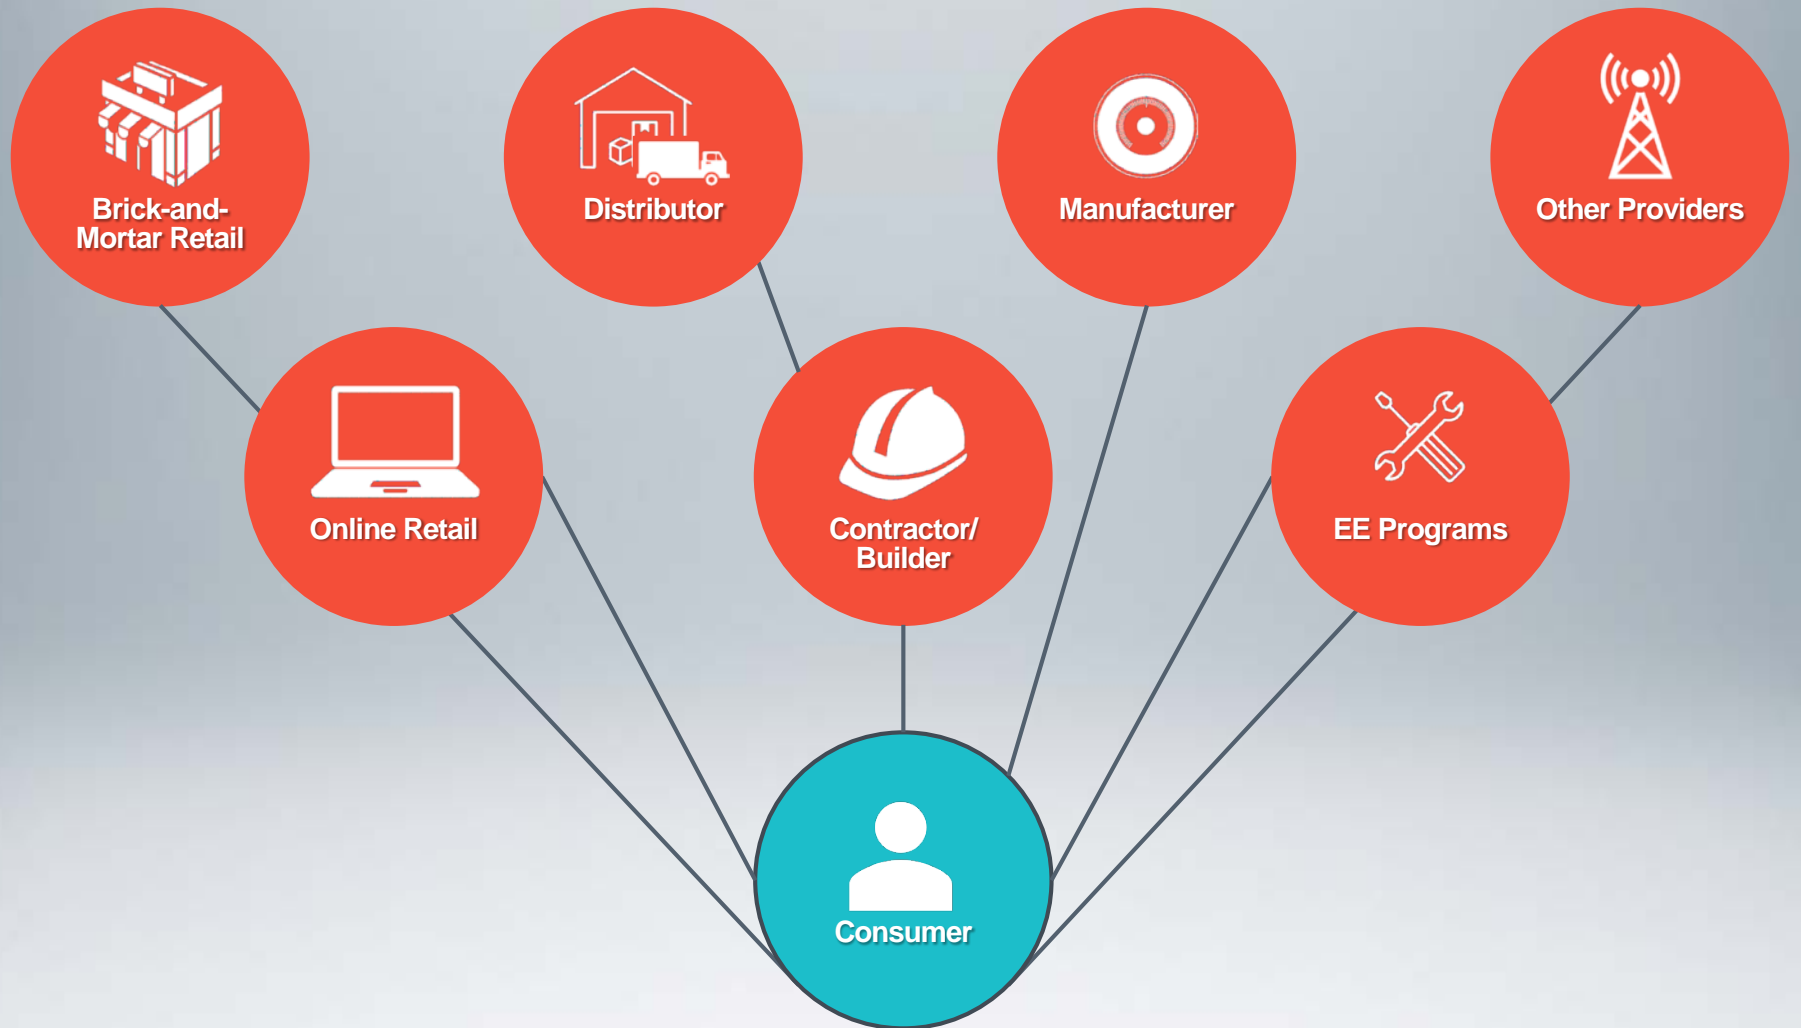 Brick-and-
Mortar Retail
Distributor
Manufacturer
Other Providers
Online Retail
Contractor/
Builder
EE Programs
Consumer